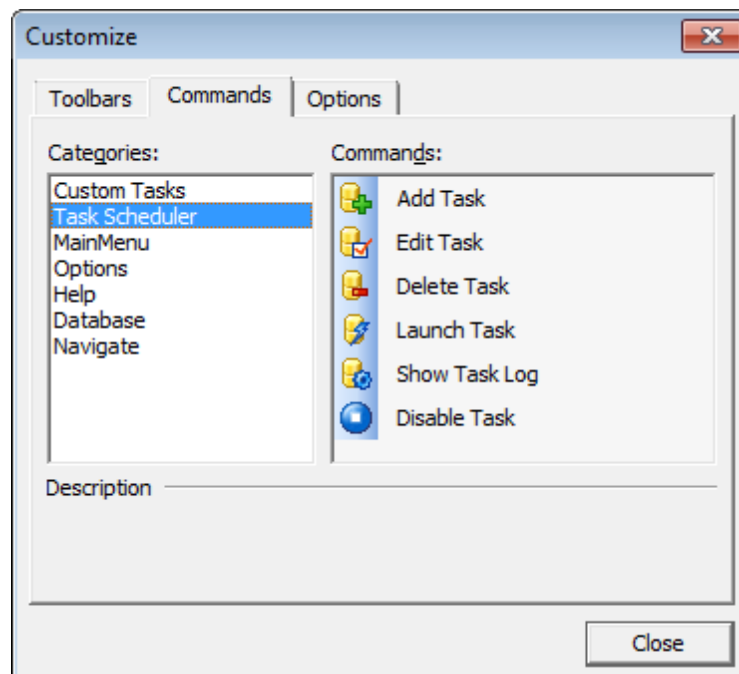 Customize
Toolbars
Commands
Options
Categories:
Custom Tasks
Task Scheduler
MainMenu
Options
Help
Database
Navigate
Commands:
Add Task
Edit Task
Delete Task
Launch Task
Show Task Log
Disable Task
Description
Close